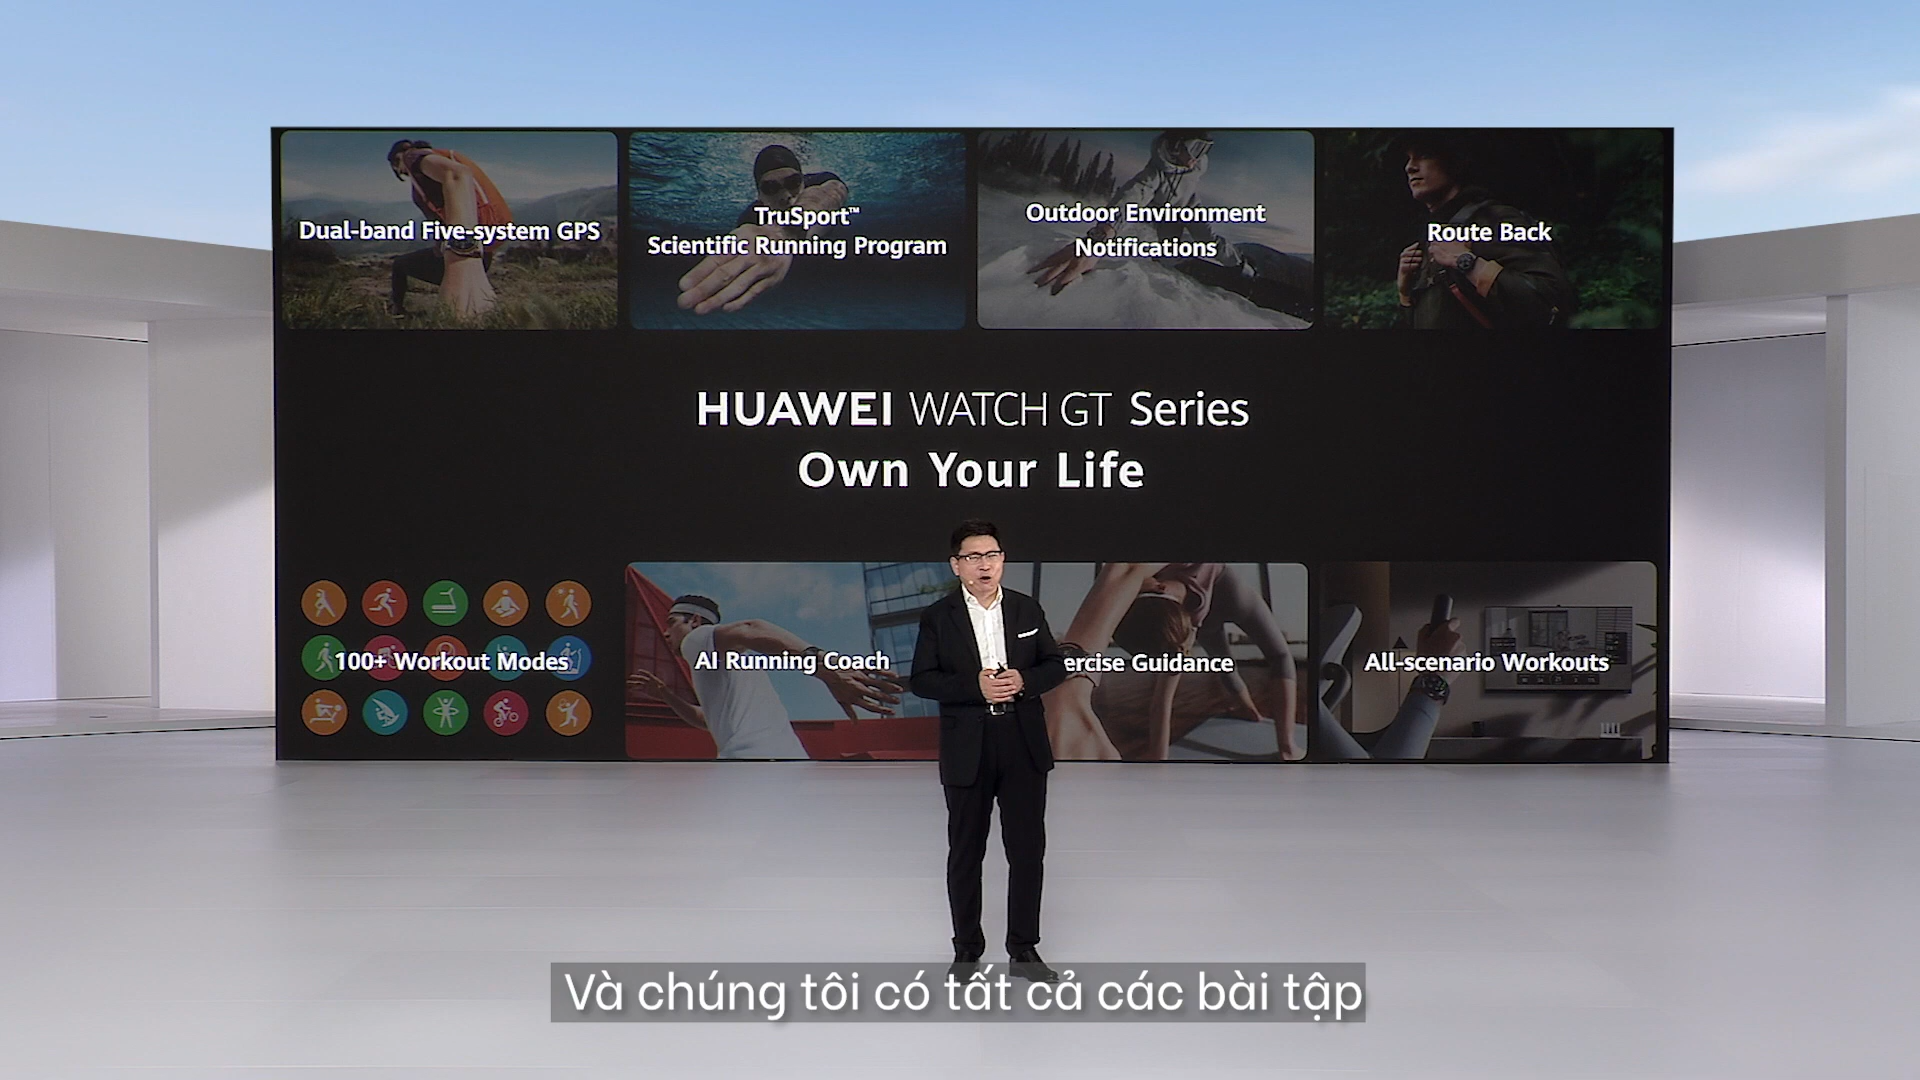 Dual-band Five-system GPS
TruSport™
Scientific Running Program
Outdoor Environment
Notifications
Route Back
HUAWEI WATCH GT Series
Own Your Life
100+ Workout Modes
AI Running Coach
Guidance
All-scenario Workouts
Và chúng tôi có tất cả các bài tập